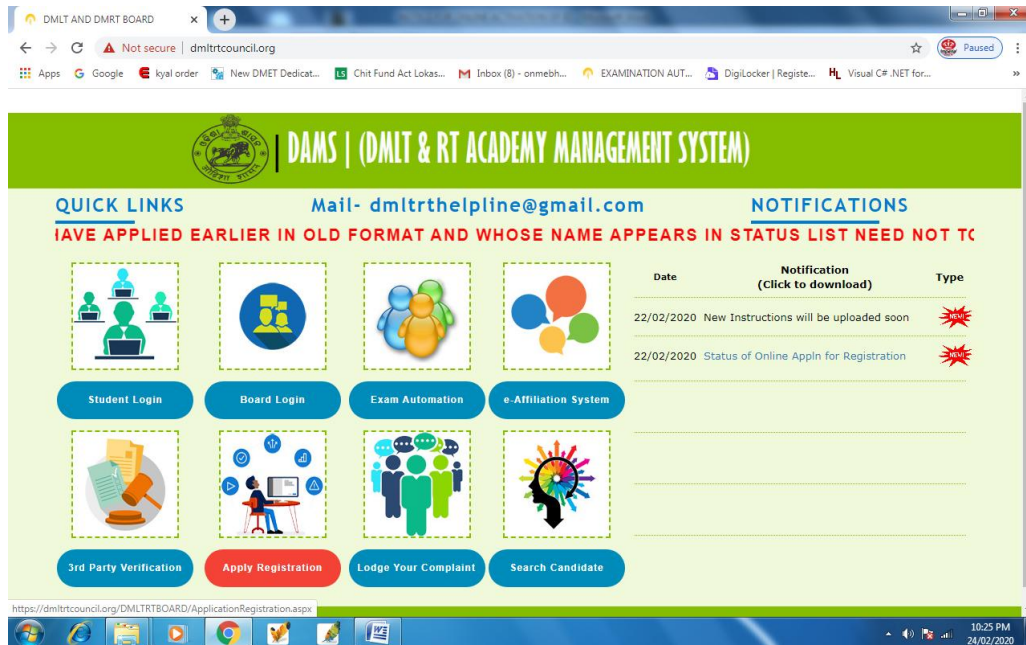 DMLT AND DMRT BOARD
Not secure | dmltrtcouncil.org
Paused
Apps Google kyal order New DMET Dedicat... LS Chit Fund Act Lokas... Inbox (8) - onmebh... EXAMINATION AUT... DigiLocker | Registe... HL Visual C# .NET for...
DAMS | (DMLT & RT ACADEMY MANAGEMENT SYSTEM)
QUICK LINKS Mail- dmltrthelpline@gmail.com NOTIFICATIONS
HAVE APPLIED EARLIER IN OLD FORMAT AND WHOSE NAME APPEARS IN STATUS LIST NEED NOT TO
Date Notification Type
(Click to download)
22/02/2020 New Instructions will be uploaded soon NEW!
22/02/2020 Status of Online Appln for Registration NEW!
Student Login Board Login Exam Automation e-Affiliation System
3rd Party Verification Apply Registration Lodge Your Complaint Search Candidate
https://dmltrtcouncil.org/DMLTRTBOARD/ApplicationRegistration.aspx
10:25 PM
24/02/2020